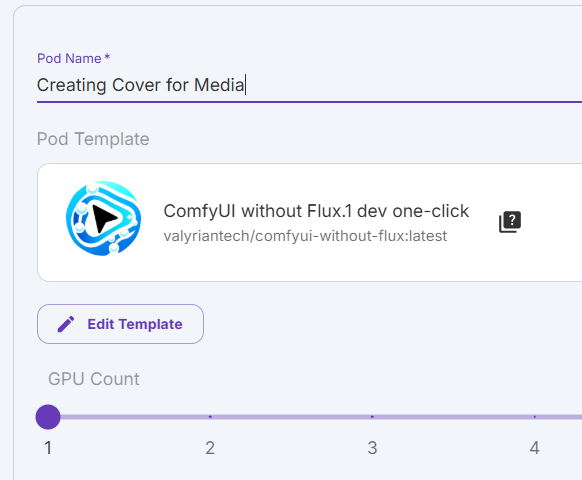 Pod Name *
Creating Cover for Media
Pod Template
ComfyUI without Flux.1 dev one-click
valyriantech/comfyui-without-flux:latest
?
Edit Template
GPU Count
1 2 3 4